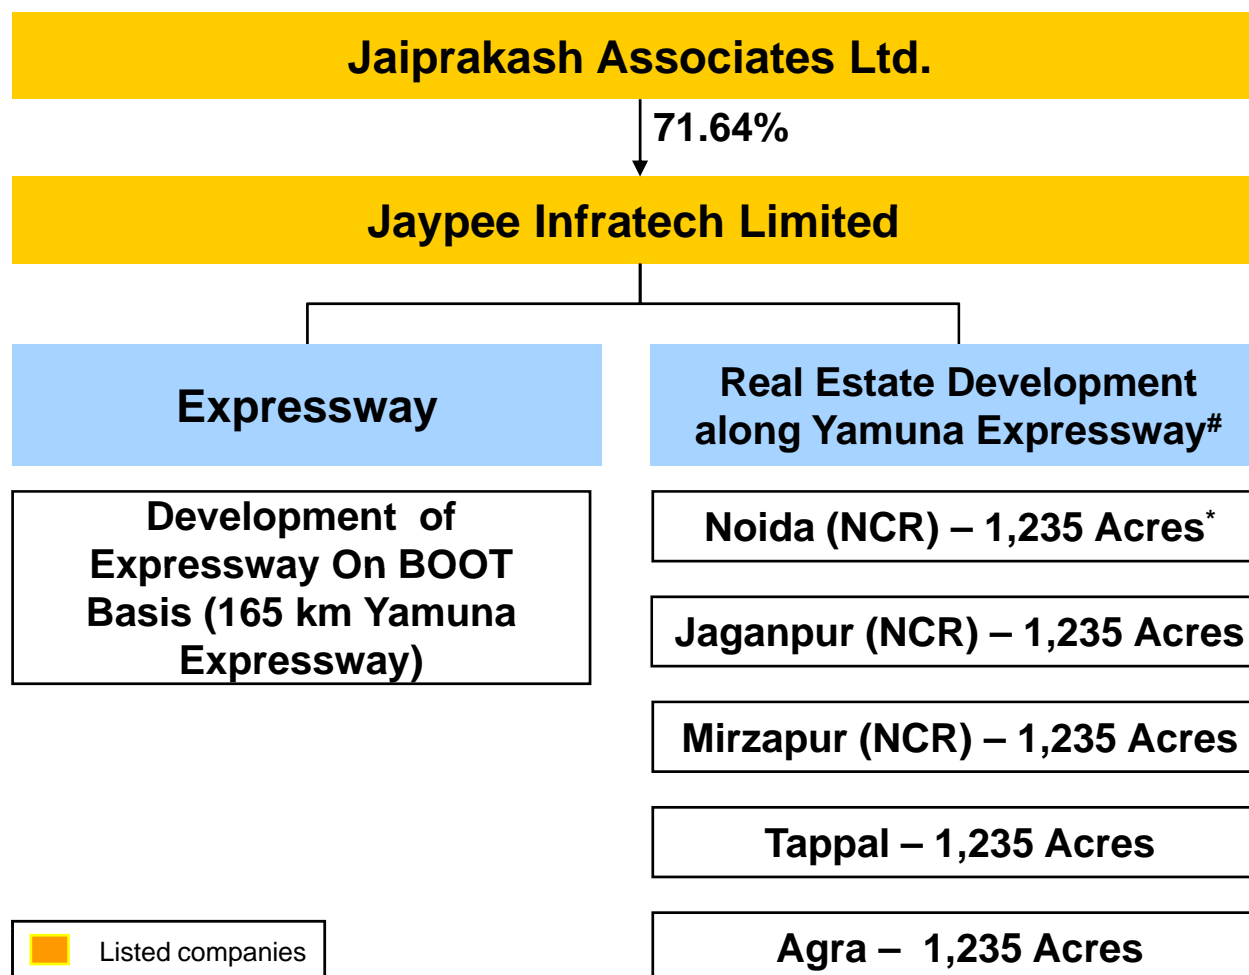 Jaiprakash Associates Ltd.
71.64%
Jaypee Infratech Limited
Expressway
Real Estate Development
along Yamuna Expressway#
Development of
Expressway On BOOT
Basis (165 km Yamuna
Expressway)
Noida (NCR) – 1,235 Acres*
Jaganpur (NCR) – 1,235 Acres
Mirzapur (NCR) – 1,235 Acres
Tappal – 1,235 Acres
Agra – 1,235 Acres
Listed companies